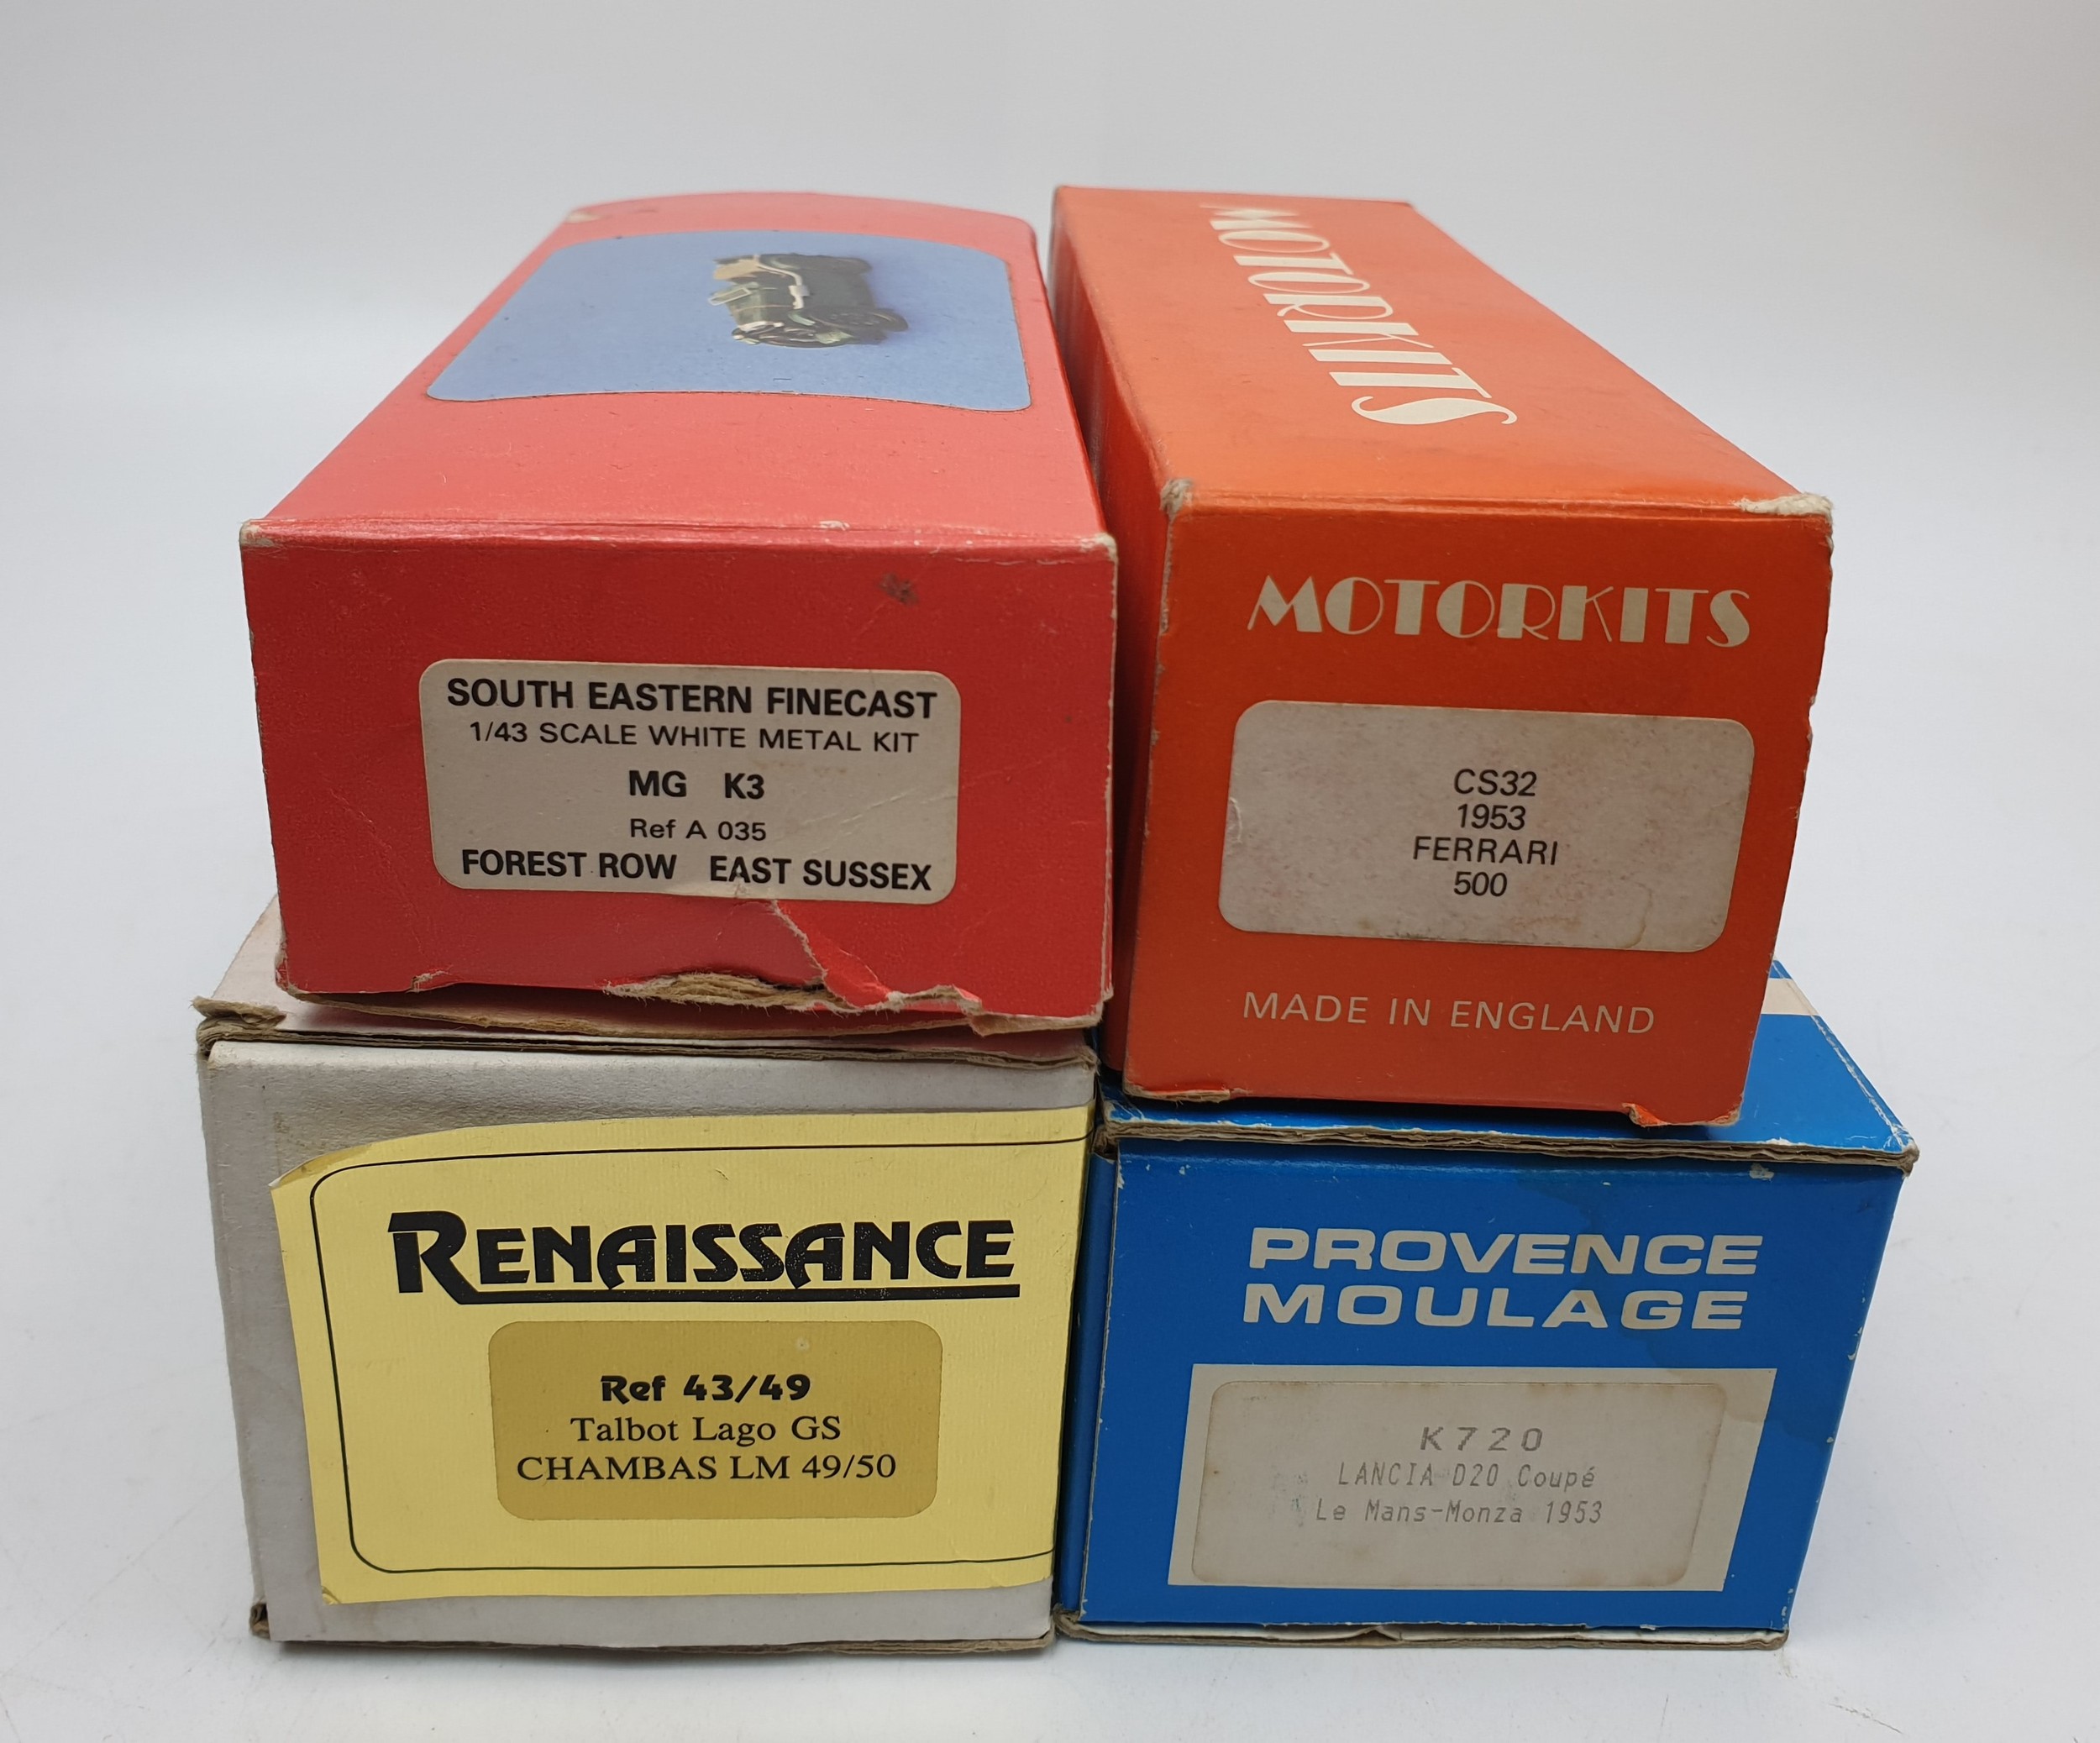 MOTORKITS
SOUTH EASTERN FINECAST
1/43 SCALE WHITE METAL KIT
MG K3
Ref A 035
FOREST ROW EAST SUSSEX
MOTORKITS
CS32
1953
FERRARI
500
MADE IN ENGLAND
RENAISSANCE
Ref 43/49
Talbot Lago GS
CHAMBAS LM 49/50
PROVENCE
MOULAGE
K720
LANCIA D20 Coupé
Le Mans-Monza 1953